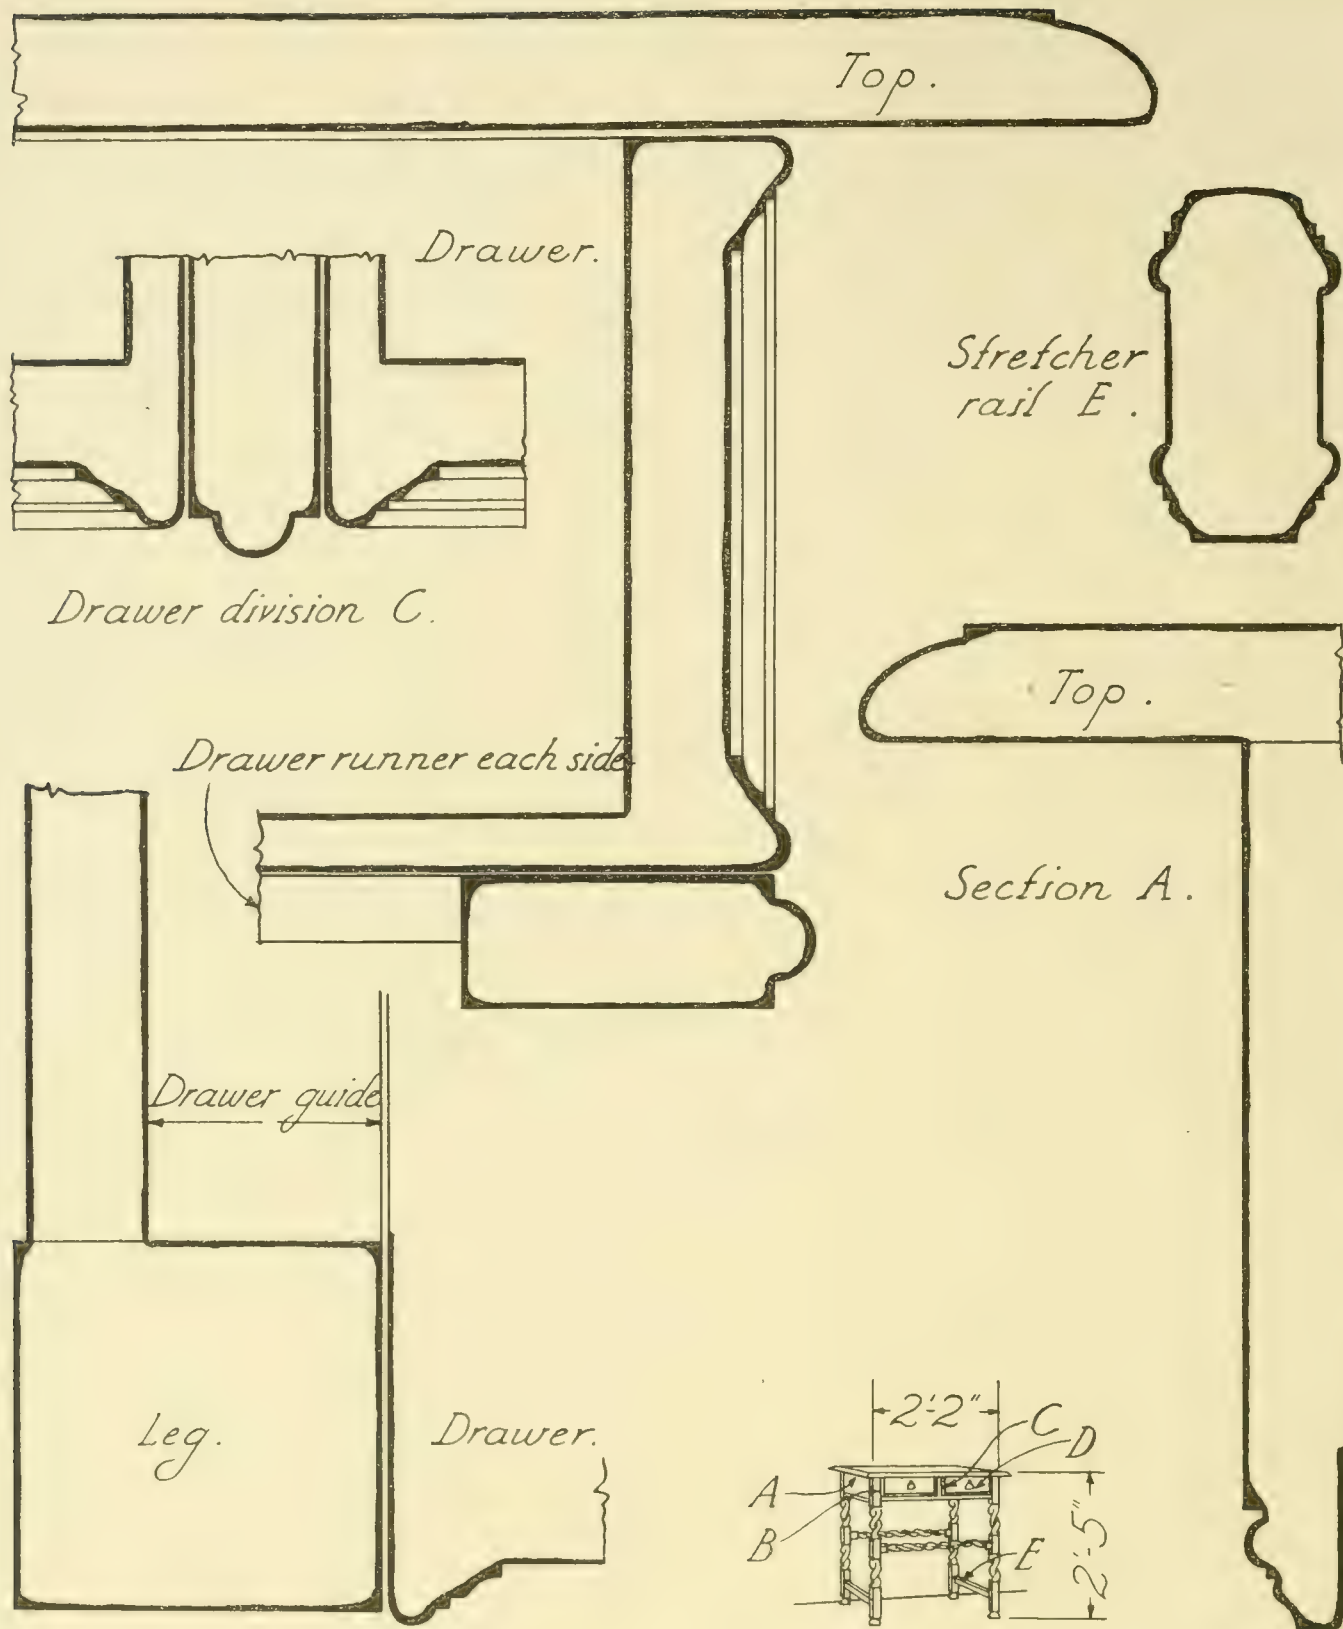 Top.
Drawer.
Stretcher
rail E.
Drawer division C.
Top.
Drawer runner each side
Section A.
Drawer guide
Leg.
Drawer.
2'-2"
C
D
A
B
E
2'-5"